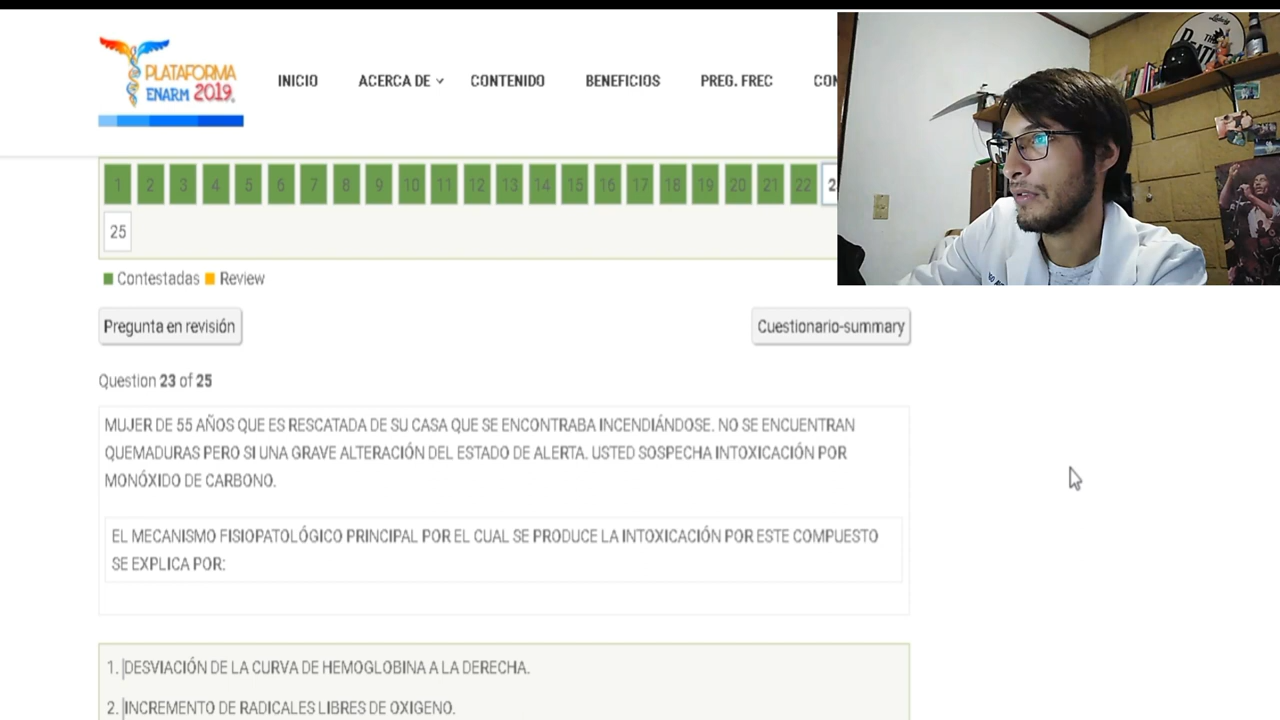 PLATAFORMA
ENARM 2019
INICIO ACERCA DE CONTENIDO BENEFICIOS PREG. FREC
1 2 3 4 5 6 7 8 9 10 11 12 13 14 15 16 17 18 19 20 21 22
25
Contestadas Review
Pregunta en revisión Cuestionario-summary
Question 23 of 25
MUJER DE 55 AÑOS QUE ES RESCATADA DE SU CASA QUE SE ENCONTRABA INCENDIÁNDOSE. NO SE ENCUENTRAN
QUEMADURAS PERO SI UNA GRAVE ALTERACIÓN DEL ESTADO DE ALERTA. USTED SOSPECHA INTOXICACIÓN POR
MONÓXIDO DE CARBONO.
EL MECANISMO FISIOPATOLÓGICO PRINCIPAL POR EL CUAL SE PRODUCE LA INTOXICACIÓN POR ESTE COMPUESTO
SE EXPLICA POR:
1. DESVIACIÓN DE LA CURVA DE HEMOGLOBINA A LA DERECHA.
2. INCREMENTO DE RADICALES LIBRES DE OXIGENO.